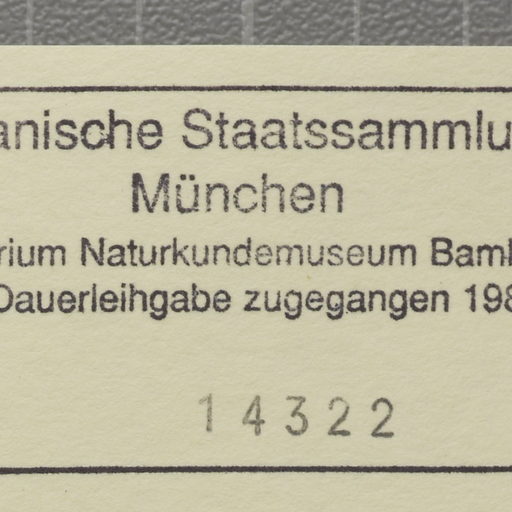 anische Staatssammlu
München
rium Naturkundemuseum Bam
Dauerleihgabe zugegangen 198
14322